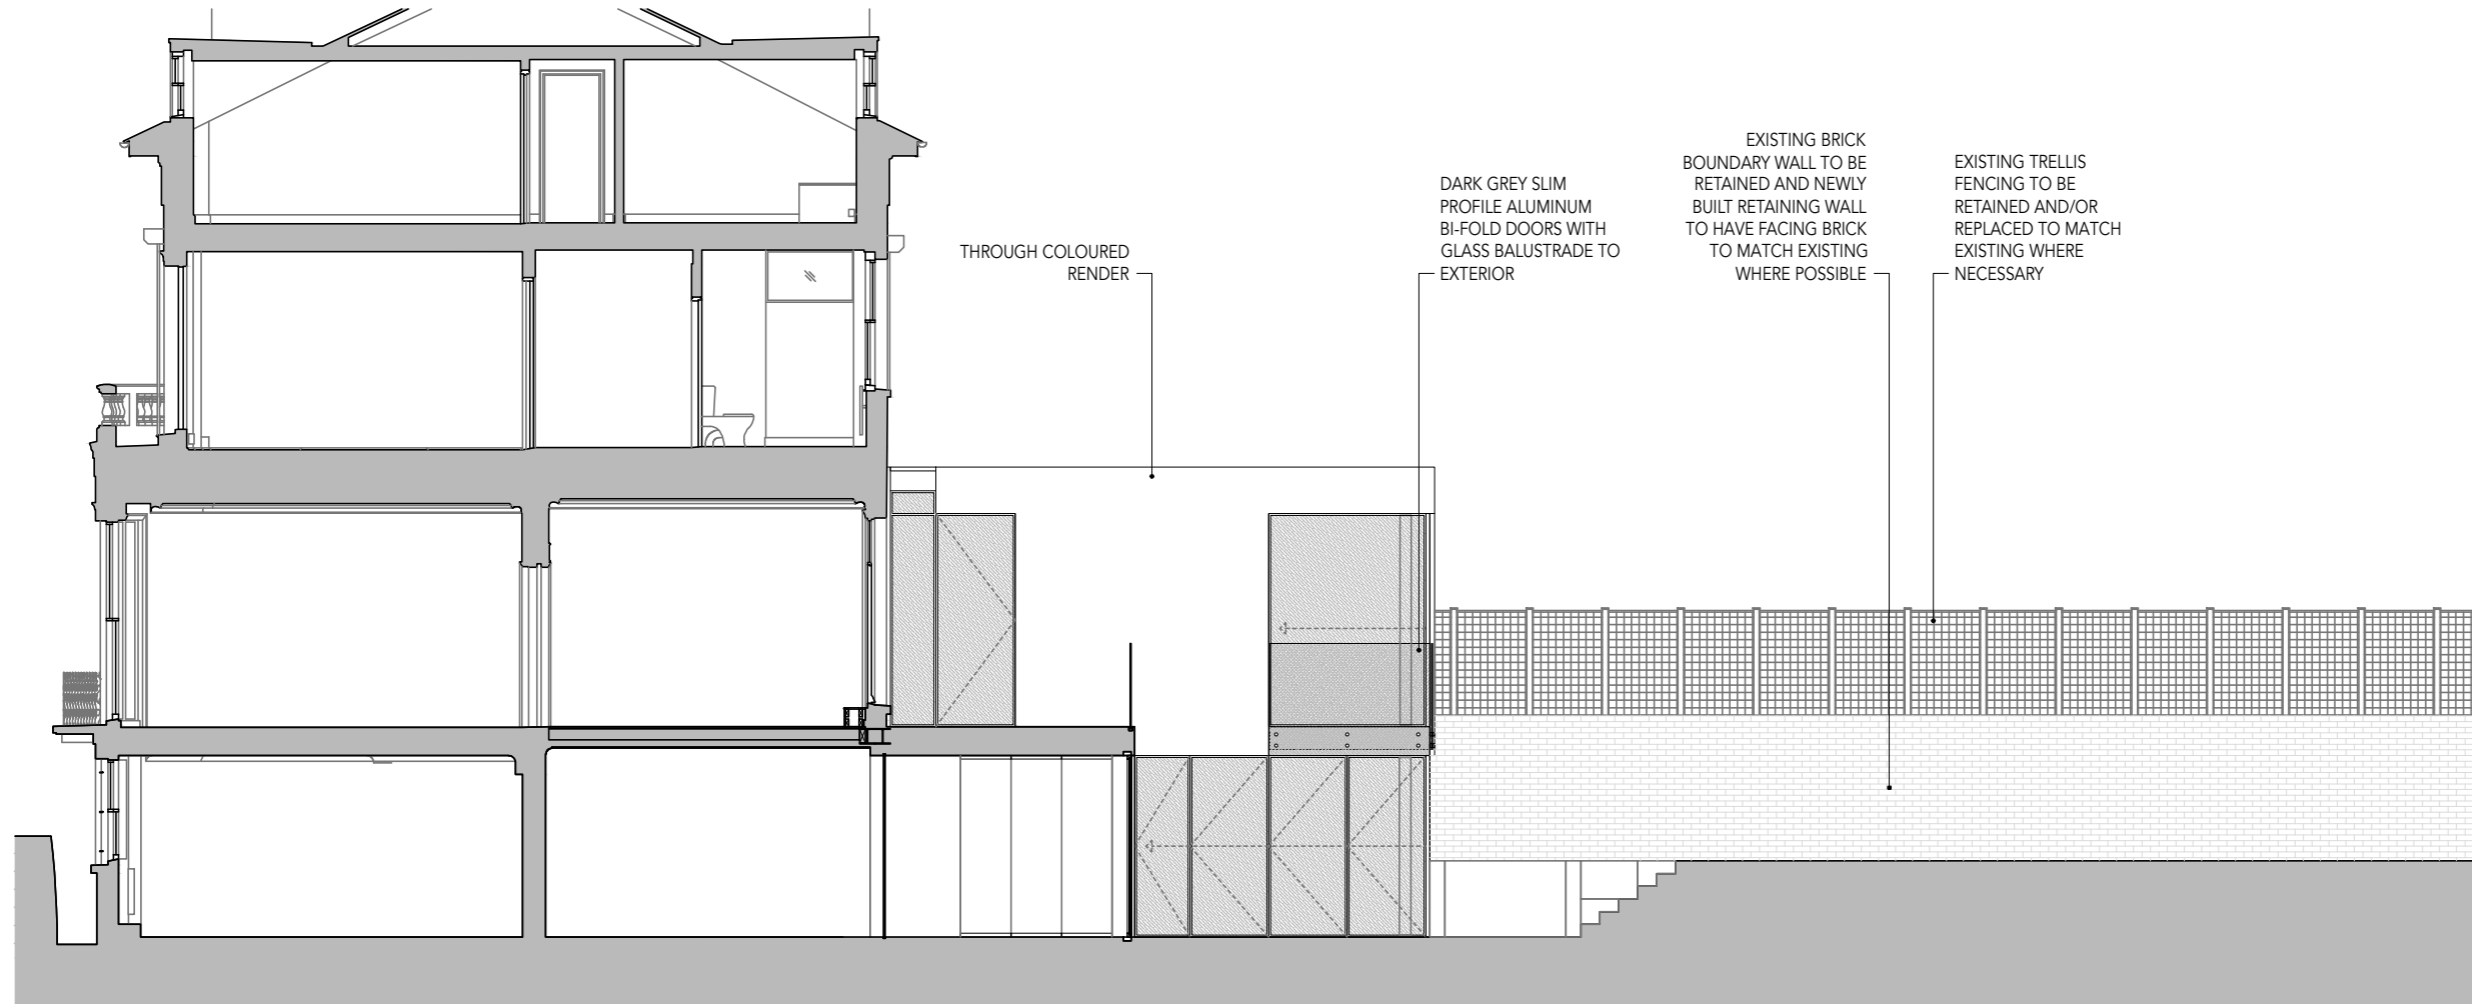 THROUGH COLOURED
RENDER
DARK GREY SLIM
PROFILE ALUMINUM
BI-FOLD DOORS WITH
GLASS BALUSTRADE TO
EXTERIOR
EXISTING BRICK
BOUNDARY WALL TO BE
RETAINED AND NEWLY
BUILT RETAINING WALL
TO HAVE FACING BRICK
TO MATCH EXISTING
WHERE POSSIBLE
EXISTING TRELLIS
FENCING TO BE
RETAINED AND/OR
REPLACED TO MATCH
EXISTING WHERE
NECESSARY